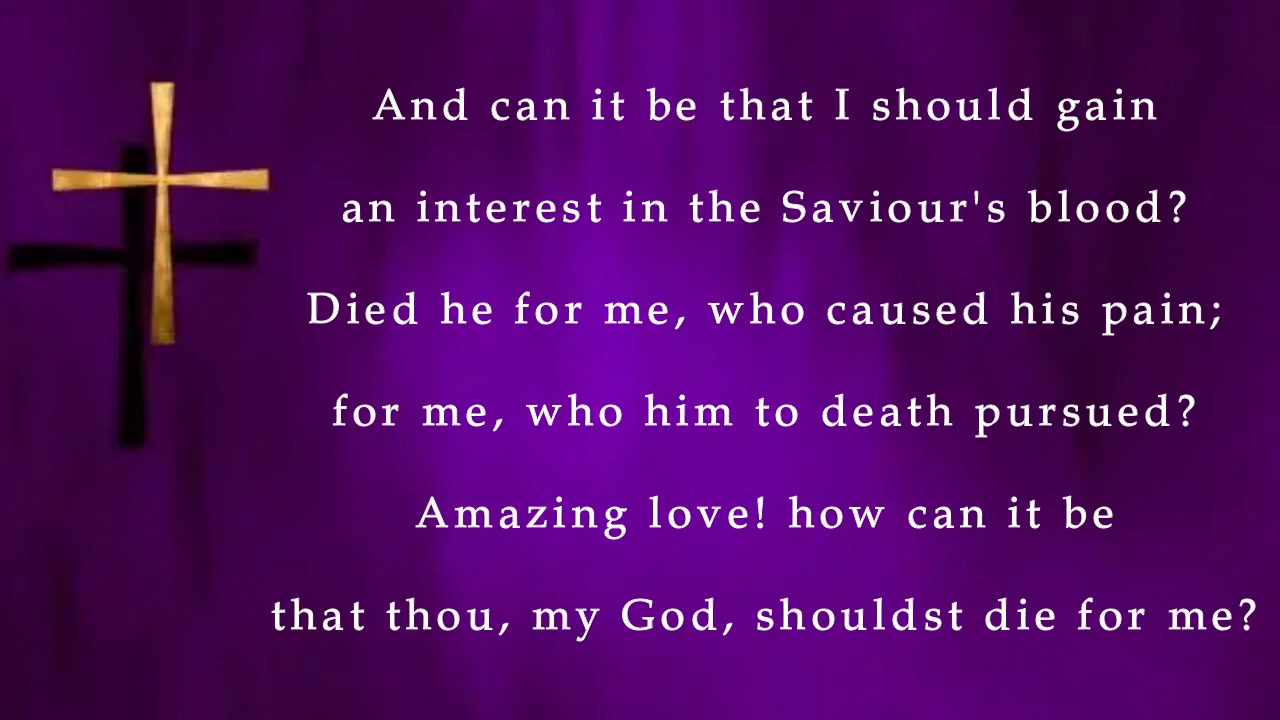 And can it be that I should gain
an interest in the Saviour's blood?
Died he for me, who caused his pain;
for me, who him to death pursued?
Amazing love! how can it be
that thou, my God, shouldst die for me?